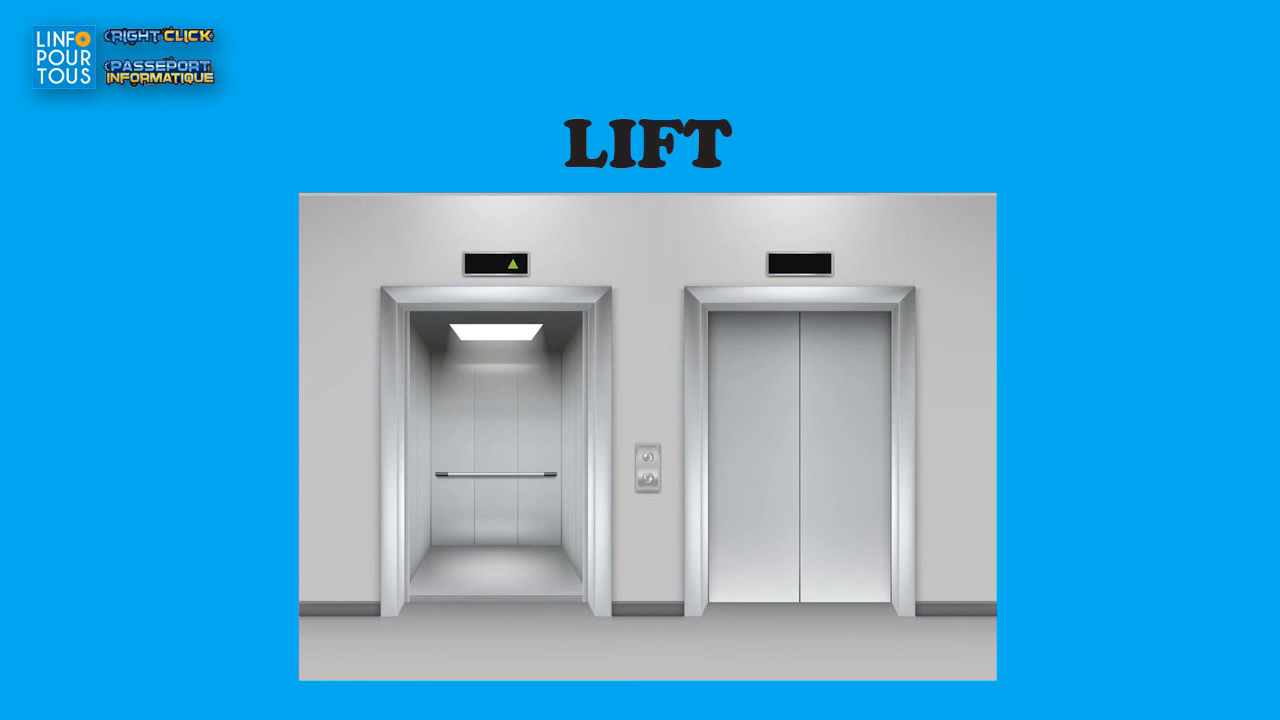 LINFO
POUR
TOUS
RIGHT CLICK
PASSEPORT
INFORMATIQUE
LIFT